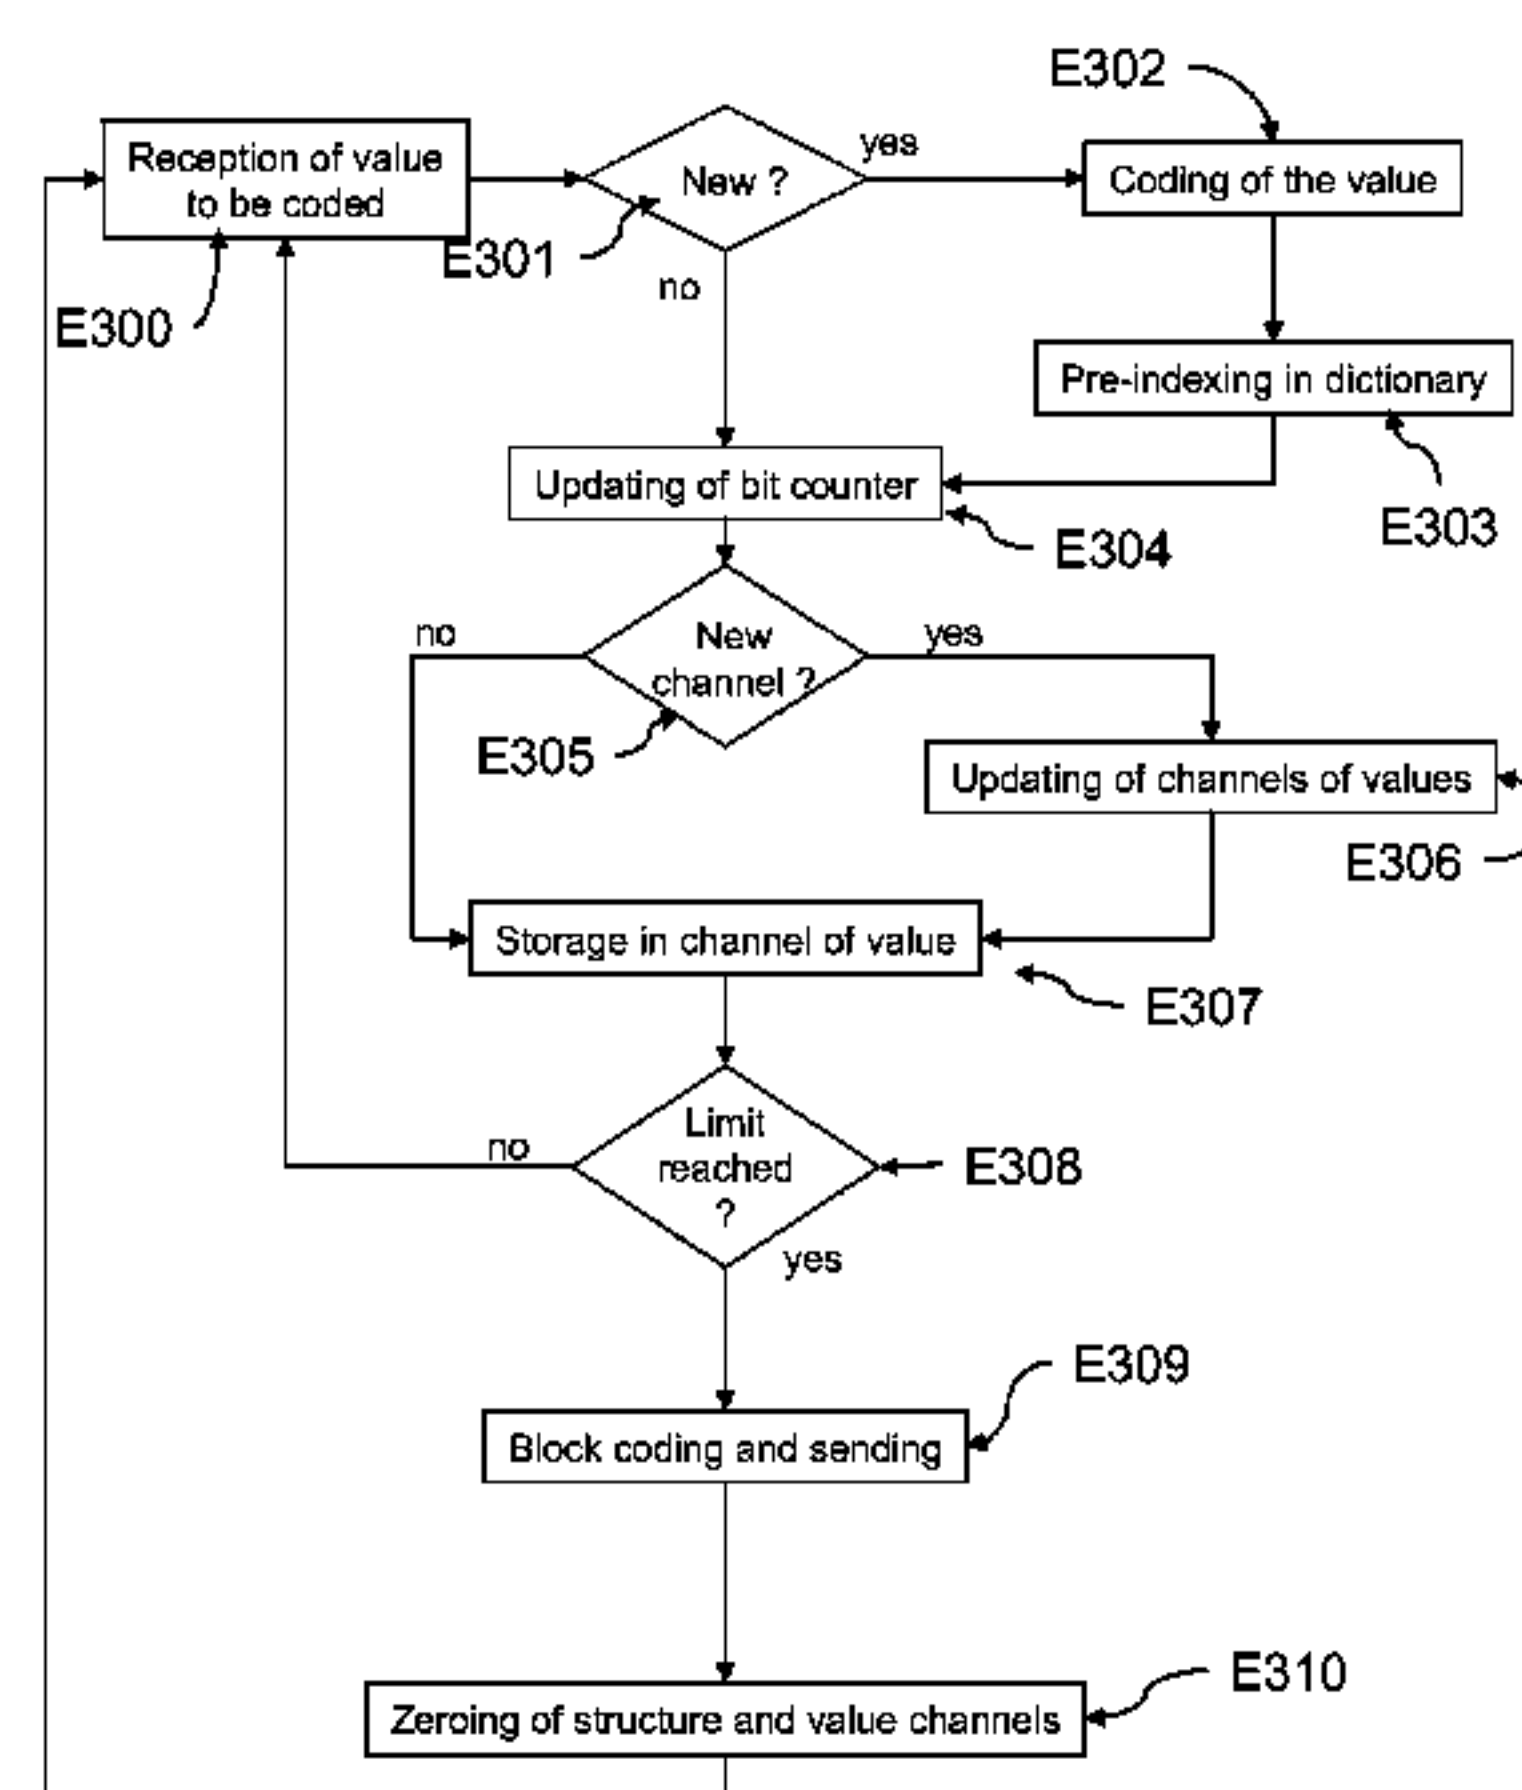 E302
Reception of value
to be coded
New ?
yes
Coding of the value
E301
no
E300
Pre-indexing in dictionary
Updating of bit counter
E303
E304
no
New
channel ?
yes
E305
Updating of channels of values
E306
Storage in channel of value
E307
Limit
reached
?
no
E308
yes
E309
Block coding and sending
E310
Zeroing of structure and value channels